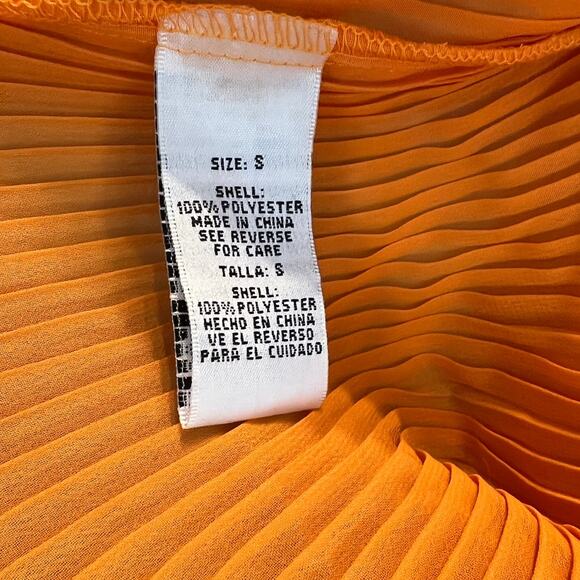 SIZE: S
SHELL:
100% POLYESTER
MADE IN CHINA
SEE REVERSE
FOR CARE
TALLA: S
SHELL:
100% POLYESTER
HECHO EN CHINA
VE EL REVERSO
PARA EL CUIDADO